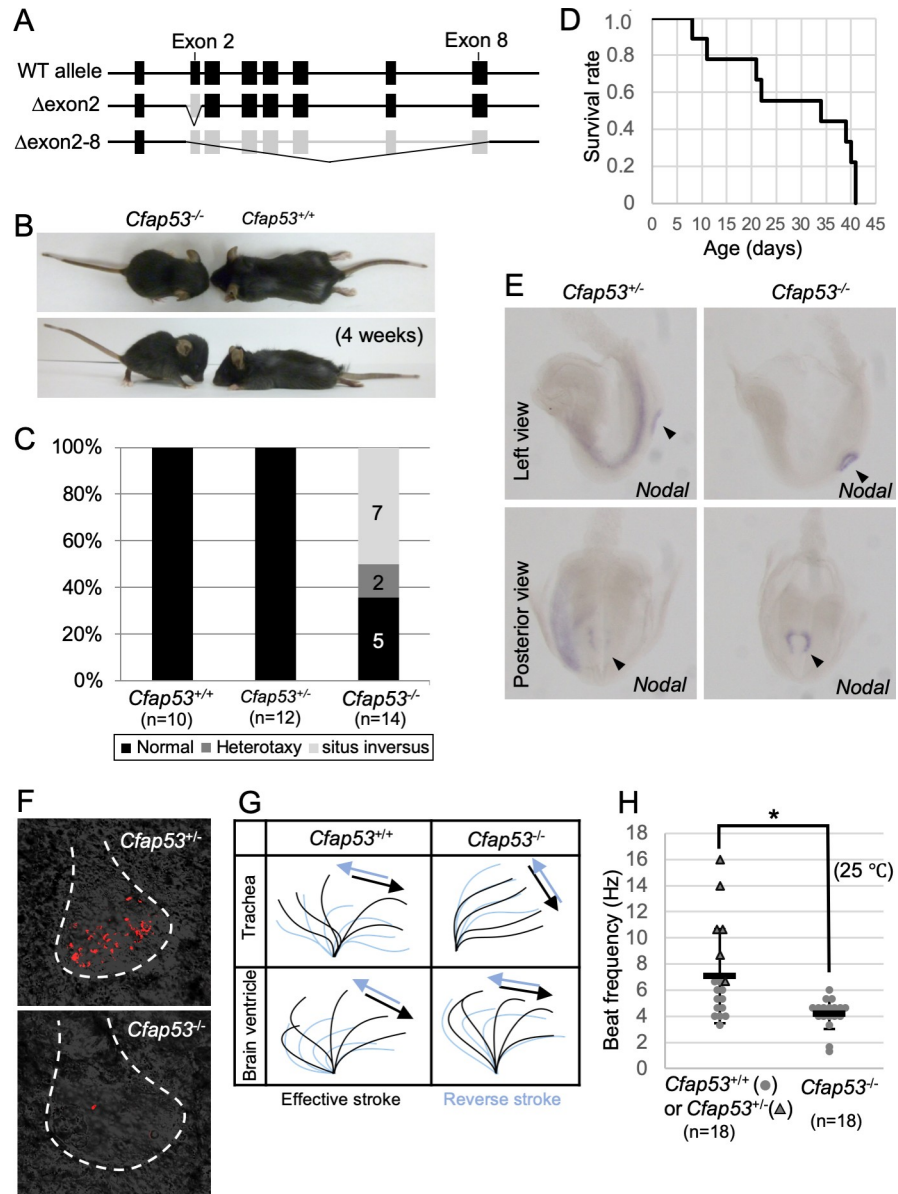 A
Exon 2
Exon 8
WT allele
Δexon2
Δexon2-8
B
Cfap53-/-
Cfap53+/+
(4 weeks)
C
100%
80%
60%
40%
20%
0%
7
2
5
Cfap53+/+
(n=10)
Cfap53+/-
(n=12)
Cfap53-/-
(n=14)
Normal
Heterotaxy
situs inversus
D
Survival rate
1.0
0.8
0.6
0.4
0.2
0
0 5 10 15 20 25 30 35 40 45
Age (days)
E
Cfap53+/-
Cfap53-/-
Left view
Nodal
Nodal
Posterior view
Nodal
Nodal
F
Cfap53+/-
Cfap53-/-
G
Cfap53+/+
Cfap53-/-
Trachea
Brain ventricle
Effective stroke
Reverse stroke
H
Beat frequency (Hz)
18
16
14
12
10
8
6
4
2
0
*
(25 °C)
Cfap53+/+ (●)
or Cfap53+/-(▲)
(n=18)
Cfap53-/-
(n=18)